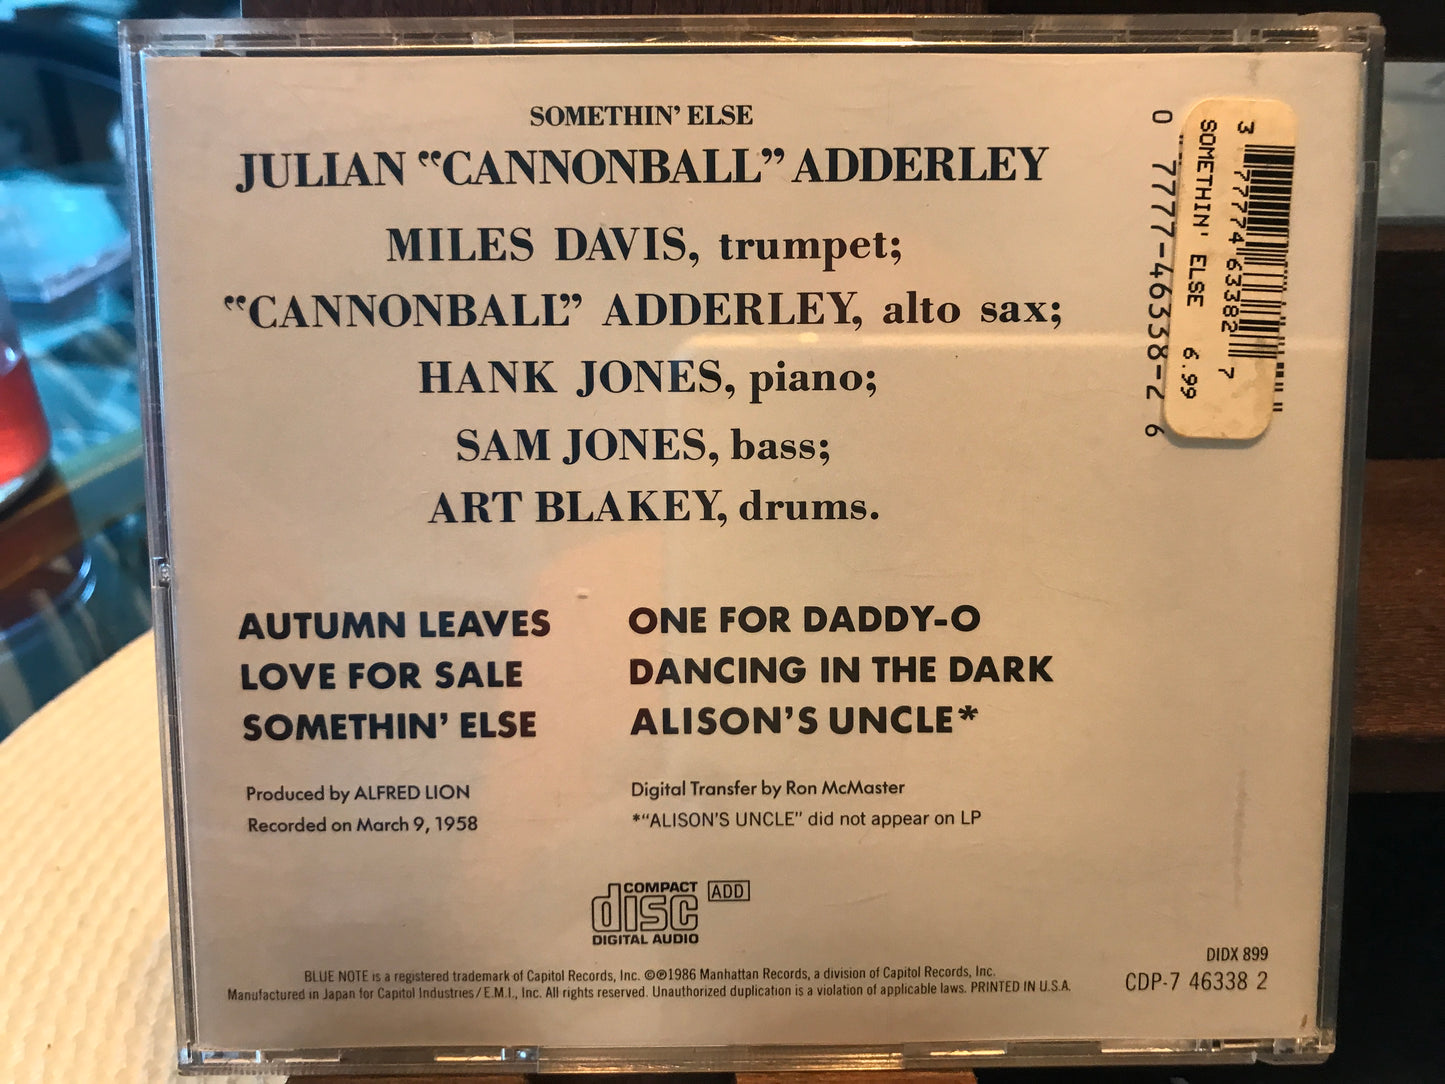 SOMETHIN' ELSE
JULIAN “CANNONBALL” ADDERLEY
MILES DAVIS, trumpet;
“CANNONBALL” ADDERLEY, alto sax;
HANK JONES, piano;
SAM JONES, bass;
ART BLAKEY, drums.
AUTUMN LEAVES
LOVE FOR SALE
SOMETHIN' ELSE
ONE FOR DADDY-O
DANCING IN THE DARK
ALISON'S UNCLE*
Produced by ALFRED LION
Recorded on March 9, 1958
Digital Transfer by Ron McMaster
*“ALISON'S UNCLE” did not appear on LP
COMPACT
disc
DIGITAL AUDIO
ADD
BLUE NOTE is a registered trademark of Capitol Records, Inc. ©℗1986 Manhattan Records, a division of Capitol Records, Inc.
Manufactured in Japan for Capitol Industries/E.M.I., Inc. All rights reserved. Unauthorized duplication is a violation of applicable laws. PRINTED IN U.S.A.
DIDX 899
CDP-7 46338 2
0 7777-46338-2 6
SOMETHIN' ELSE 6.99
63382 7